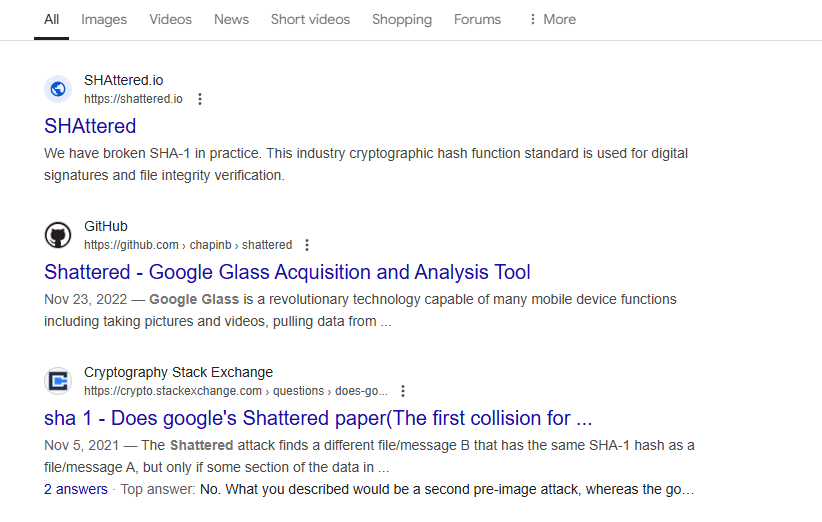 All Images Videos News Short videos Shopping Forums ⋮ More
SHAttered.io
https://shattered.io ⋮
SHAttered
We have broken SHA-1 in practice. This industry cryptographic hash function standard is used for digital
signatures and file integrity verification.
GitHub
https://github.com › chapinb › shattered ⋮
Shattered - Google Glass Acquisition and Analysis Tool
Nov 23, 2022 — Google Glass is a revolutionary technology capable of many mobile device functions
including taking pictures and videos, pulling data from ...
Cryptography Stack Exchange
https://crypto.stackexchange.com › questions › does-go... ⋮
sha 1 - Does google's Shattered paper(The first collision for ...
Nov 5, 2021 — The Shattered attack finds a different file/message B that has the same SHA-1 hash as a
file/message A, but only if some section of the data in ...
2 answers · Top answer: No. What you described would be a second pre-image attack, whereas the go…